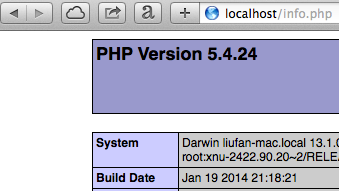 localhost/info.php
PHP Version 5.4.24
System Darwin liufan-mac.local 13.1.0
root:xnu-2422.90.20~2/RELE
Build Date Jan 19 2014 21:18:21